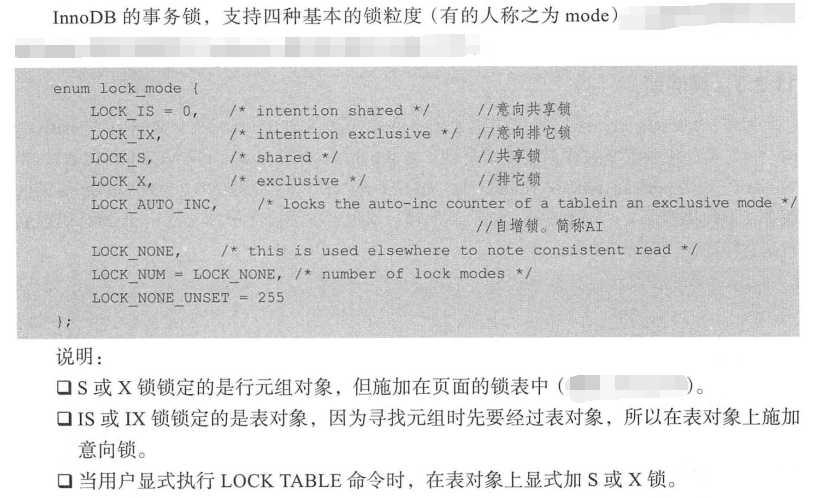 InnoDB 的事务锁，支持四种基本的锁粒度（有的人称之为 mode）
enum lock_mode {
LOCK_IS = 0, /* intention shared */ //意向共享锁
LOCK_IX, /* intention exclusive */ //意向排它锁
LOCK_S, /* shared */ //共享锁
LOCK_X, /* exclusive */ //排它锁
LOCK_AUTO_INC, /* locks the auto-inc counter of a tablein an exclusive mode */
//自增锁。简称AI
LOCK_NONE, /* this is used elsewhere to note consistent read */
LOCK_NUM = LOCK_NONE, /* number of lock modes */
LOCK_NONE_UNSET = 255
};
说明：
❑ S 或 X 锁锁定的是行元组对象，但施加在页面的锁表中（ ）。
❑ IS 或 IX 锁锁定的是表对象，因为寻找元组时先要经过表对象，所以在表对象上施加
意向锁。
❑ 当用户显式执行 LOCK TABLE 命令时，在表对象上显式加 S 或 X 锁。